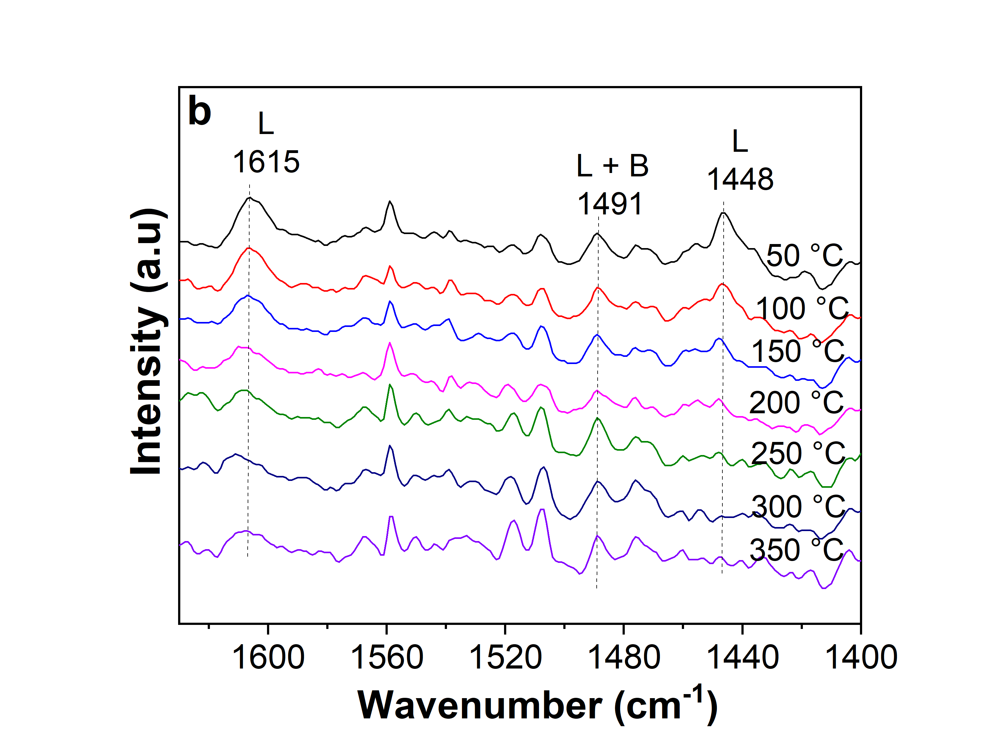 b
L
1615
L + B
1491
L
1448
50 °C
100 °C
150 °C
200 °C
250 °C
300 °C
350 °C
Intensity (a.u)
1600 1560 1520 1480 1440 1400
Wavenumber (cm-1)